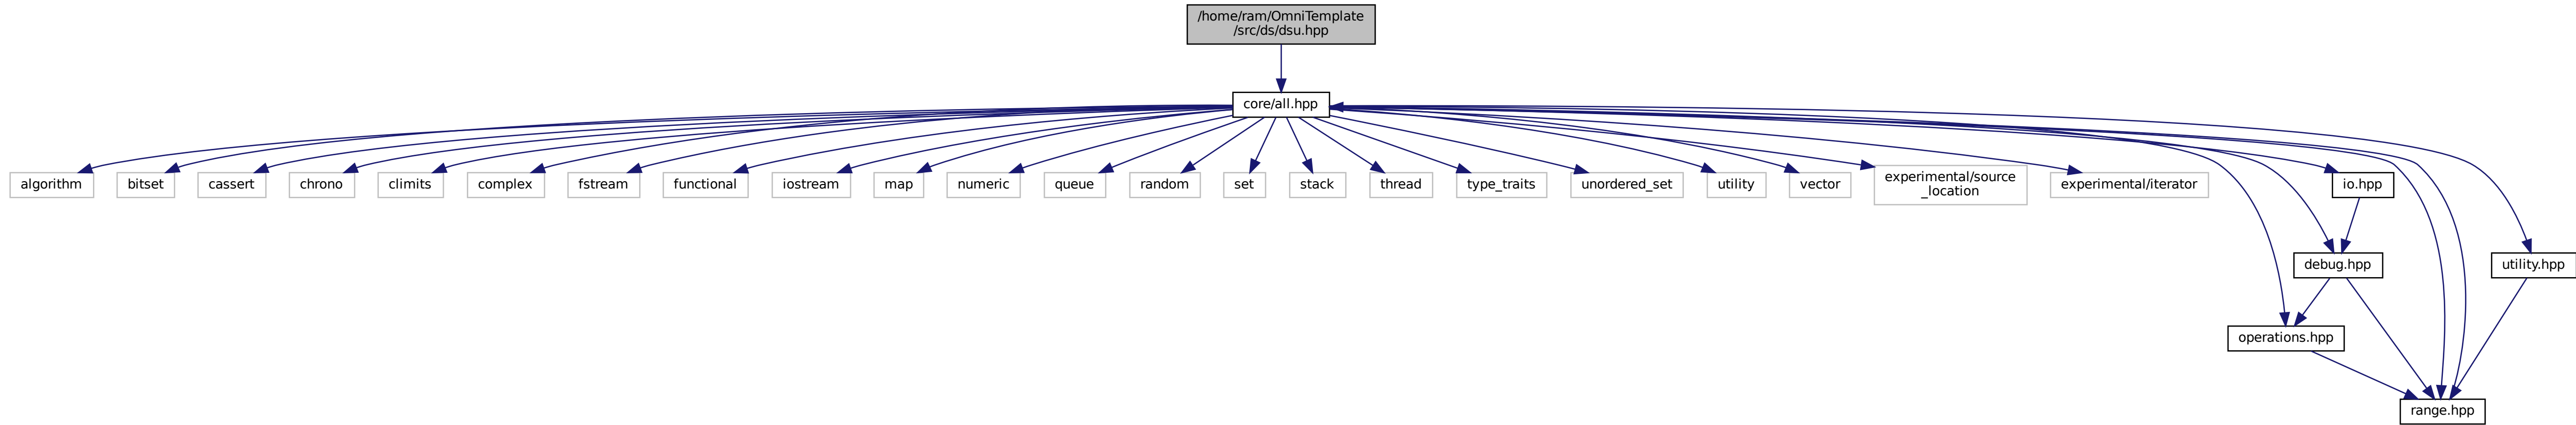 /home/ram/OmniTemplate
/src/ds/dsu.hpp
core/all.hpp
algorithm
bitset
cassert
chrono
climits
complex
fstream
functional
iostream
map
numeric
queue
random
set
stack
thread
type_traits
unordered_set
utility
vector
experimental/source
_location
experimental/iterator
io.hpp
debug.hpp
utility.hpp
operations.hpp
range.hpp